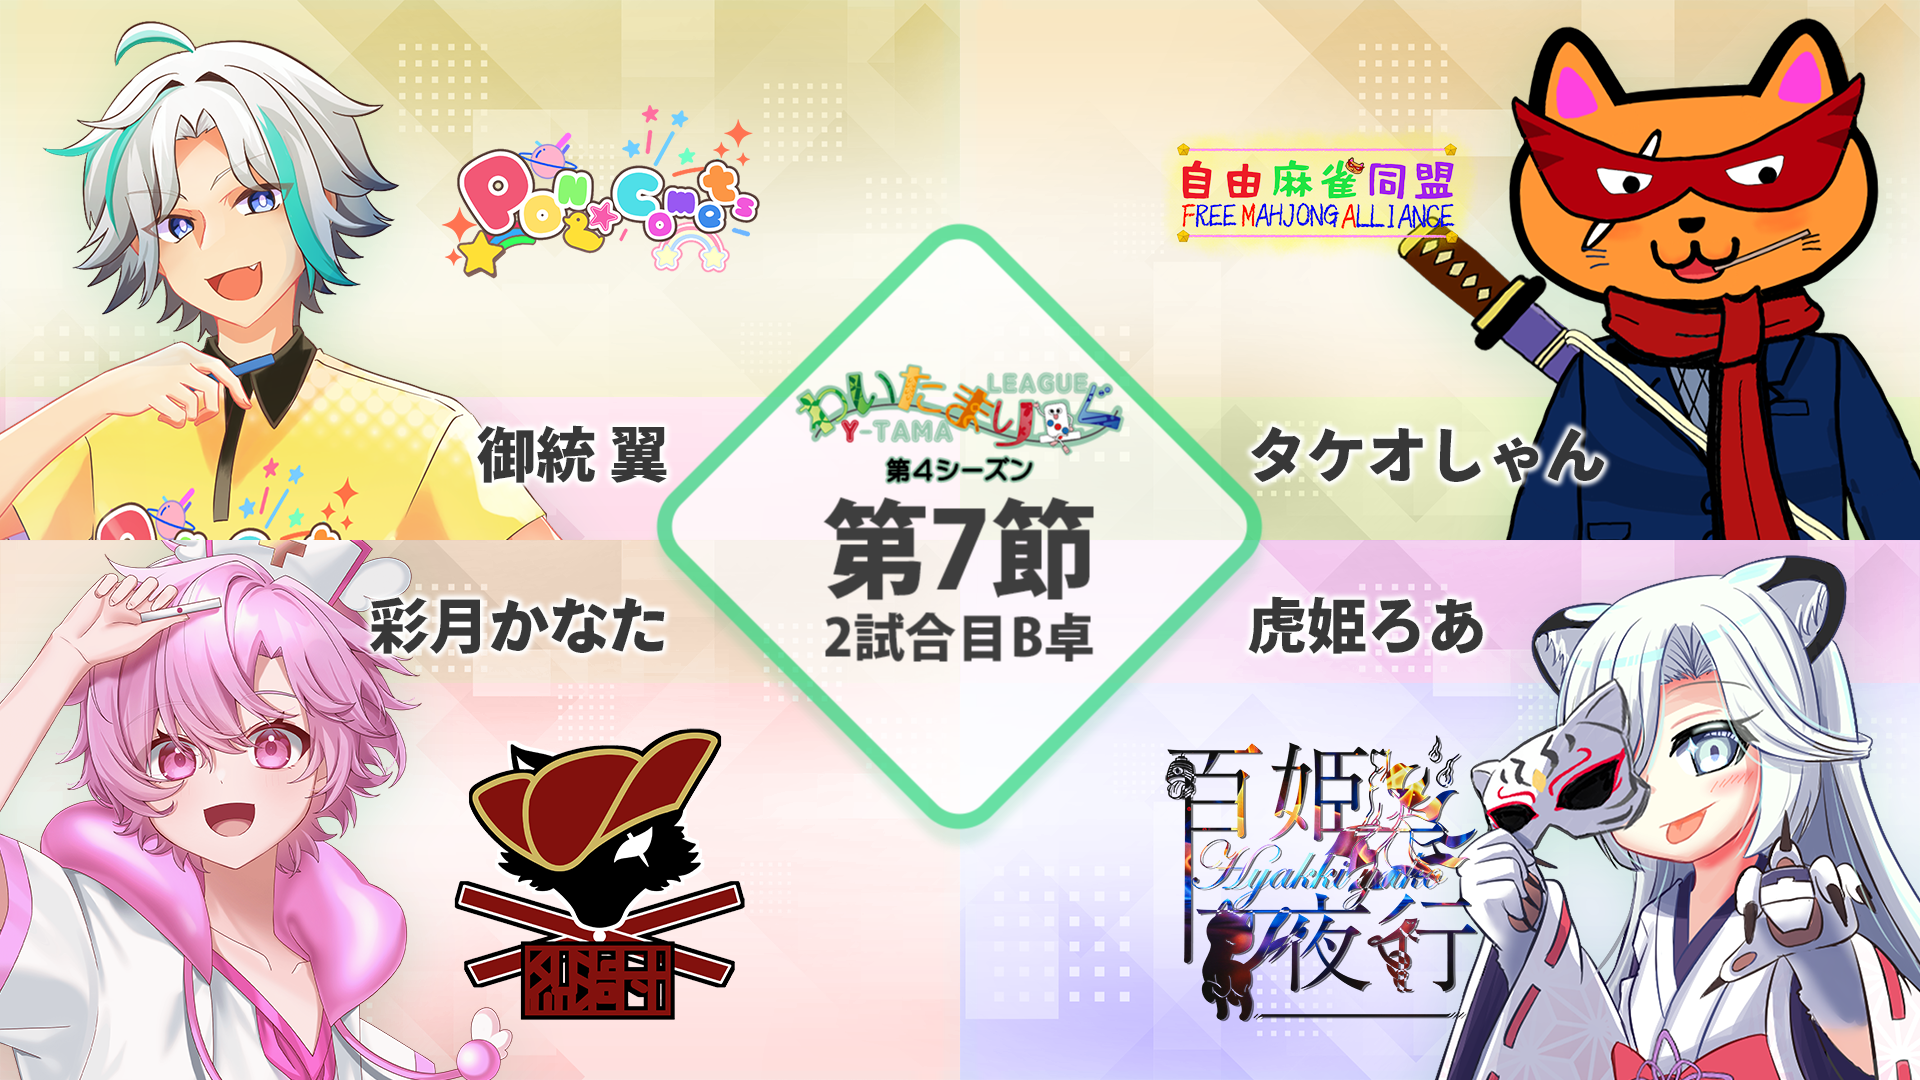 PON☆Comets
御統 翼
自由麻雀同盟
FREE MAHJONG ALLIANCE
タケオしゃん
わいたまりーぐ
LEAGUE
Y-TAMA
第4シーズン
第7節
2試合目B卓
彩月かなた
虎姫ろあ
百姫夜行
Hyakkiyako